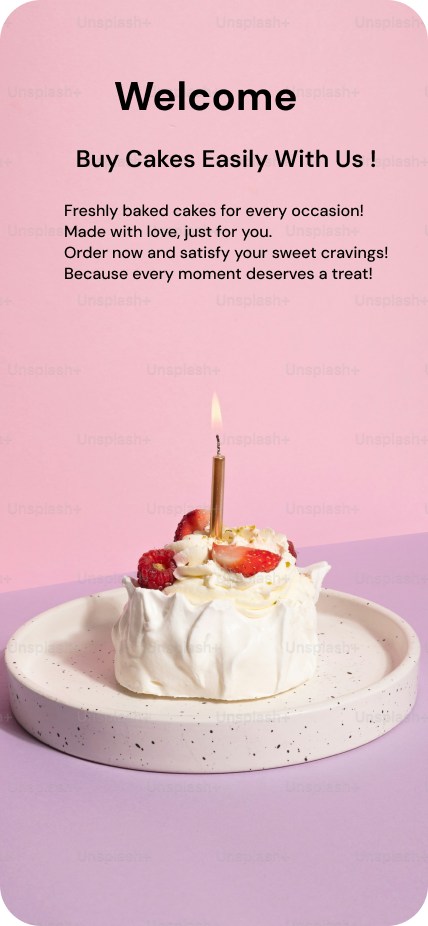 Welcome
Buy Cakes Easily With Us !
Freshly baked cakes for every occasion!
Made with love, just for you.
Order now and satisfy your sweet cravings!
Because every moment deserves a treat!
Unsplash+